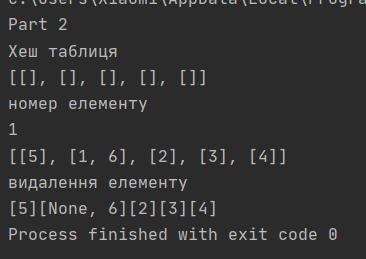 C:\Users\Xiaomi\AppData\Local\Progra
Part 2
Хеш таблиця
[[], [], [], [], []]
номер елементу
1
[[5], [1, 6], [2], [3], [4]]
видалення елементу
[5][None, 6][2][3][4]
Process finished with exit code 0